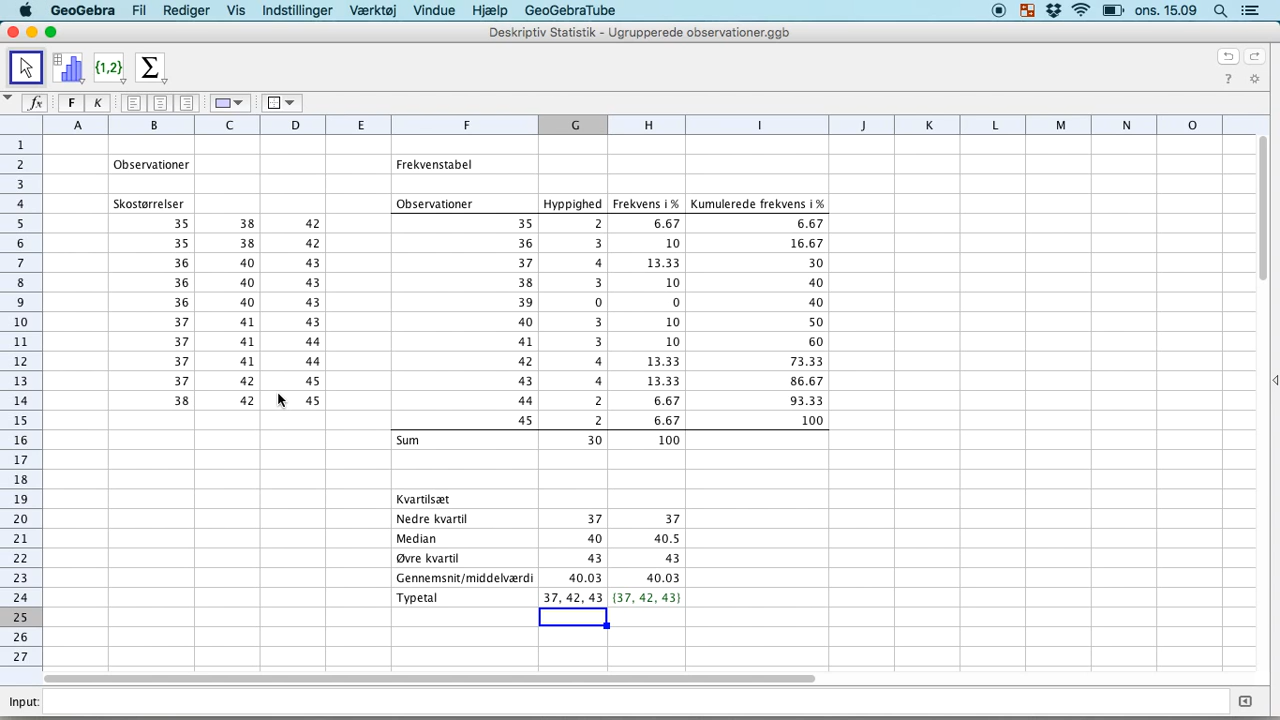 GeoGebra Fil Rediger Vis Indstillinger Værktøj Vindue Hjælp GeoGebraTube ons. 15.09
Deskriptiv Statistik - Ugrupperede observationer.ggb
{1,2} Σ ?
fx F K
A B C D E F G H I J K L M N O
1
2 Observationer Frekvenstabel
3
4 Skostørrelser Observationer Hyppighed Frekvens i % Kumulerede frekvens i %
5 35 38 42 35 2 6.67 6.67
6 35 38 42 36 3 10 16.67
7 36 40 43 37 4 13.33 30
8 36 40 43 38 3 10 40
9 36 40 43 39 0 0 40
10 37 41 43 40 3 10 50
11 37 41 44 41 3 10 60
12 37 41 44 42 4 13.33 73.33
13 37 42 45 43 4 13.33 86.67
14 38 42 45 44 2 6.67 93.33
15 45 2 6.67 100
16 Sum 30 100
17
18
19 Kvartilsæt
20 Nedre kvartil 37 37
21 Median 40 40.5
22 Øvre kvartil 43 43
23 Gennemsnit/middelværdi 40.03 40.03
24 Typetal 37, 42, 43 {37, 42, 43}
25
26
27
Input: